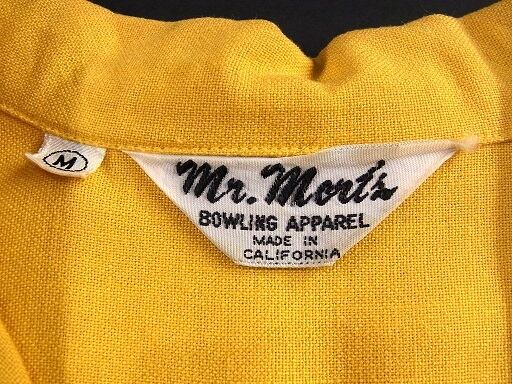 M
Mr. Mort's
BOWLING APPAREL
MADE IN
CALIFORNIA